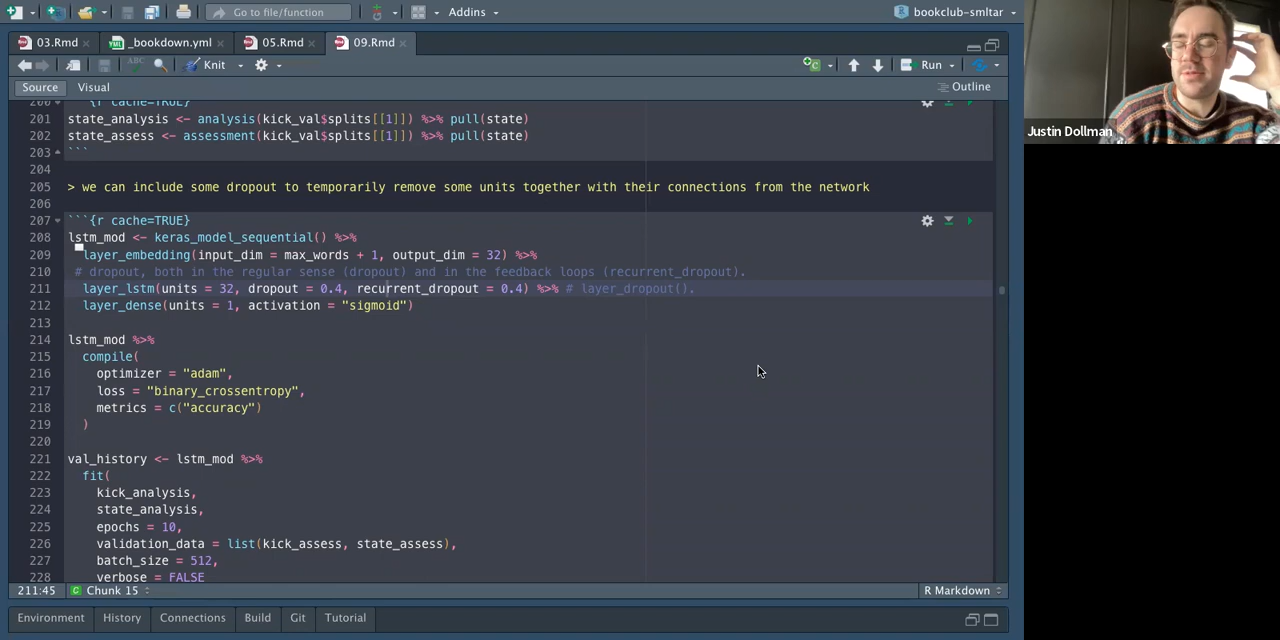 Go to file/function
Addins
bookclub-smltar
03.Rmd
_bookdown.yml
05.Rmd
09.Rmd
ABC
Knit
Run
Source
Visual
Outline
200 ```{r cache=TRUE}
201 state_analysis <- analysis(kick_val$splits[[1]]) %>% pull(state)
202 state_assess <- assessment(kick_val$splits[[1]]) %>% pull(state)
203 ```
204
205 > we can include some dropout to temporarily remove some units together with their connections from the network
206
207 ```{r cache=TRUE}
208 lstm_mod <- keras_model_sequential() %>%
209 layer_embedding(input_dim = max_words + 1, output_dim = 32) %>%
210 # dropout, both in the regular sense (dropout) and in the feedback loops (recurrent_dropout).
211 layer_lstm(units = 32, dropout = 0.4, recurrent_dropout = 0.4) %>% # layer_dropout().
212 layer_dense(units = 1, activation = "sigmoid")
213
214 lstm_mod %>%
215 compile(
216 optimizer = "adam",
217 loss = "binary_crossentropy",
218 metrics = c("accuracy")
219 )
220
221 val_history <- lstm_mod %>%
222 fit(
223 kick_analysis,
224 state_analysis,
225 epochs = 10,
226 validation_data = list(kick_assess, state_assess),
227 batch_size = 512,
228 verbose = FALSE
211:45
Chunk 15
R Markdown
Environment
History
Connections
Build
Git
Tutorial
Justin Dollman